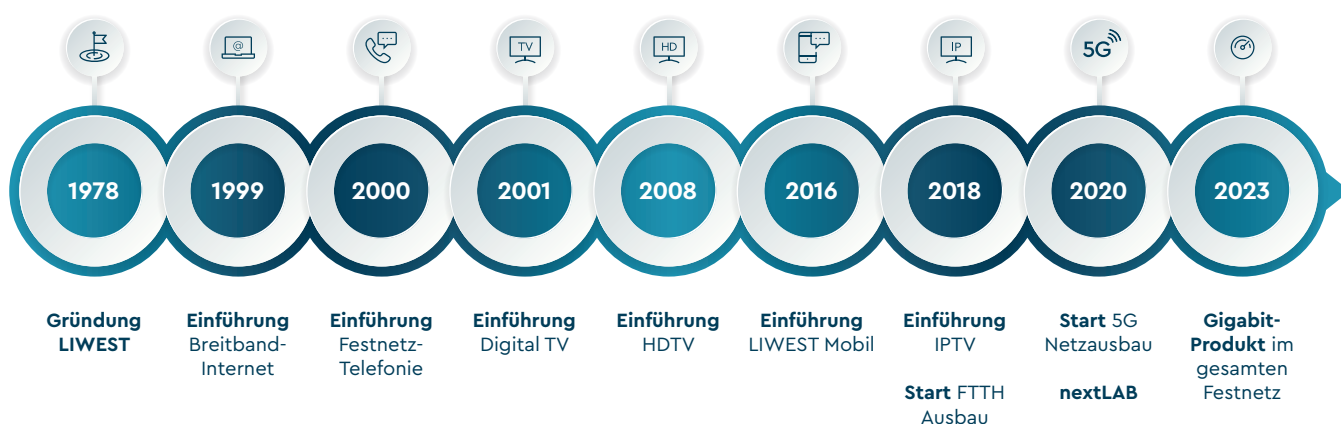 @
TV
HD
IP
5G
1978
1999
2000
2001
2008
2016
2018
2020
2023
Gründung
LIWEST
Einführung
Breitband-
Internet
Einführung
Festnetz-
Telefonie
Einführung
Digital TV
Einführung
HDTV
Einführung
LIWEST Mobil
Einführung
IPTV
Start FTTH
Ausbau
Start 5G
Netzausbau
nextLAB
Gigabit-
Produkt im
gesamten
Festnetz